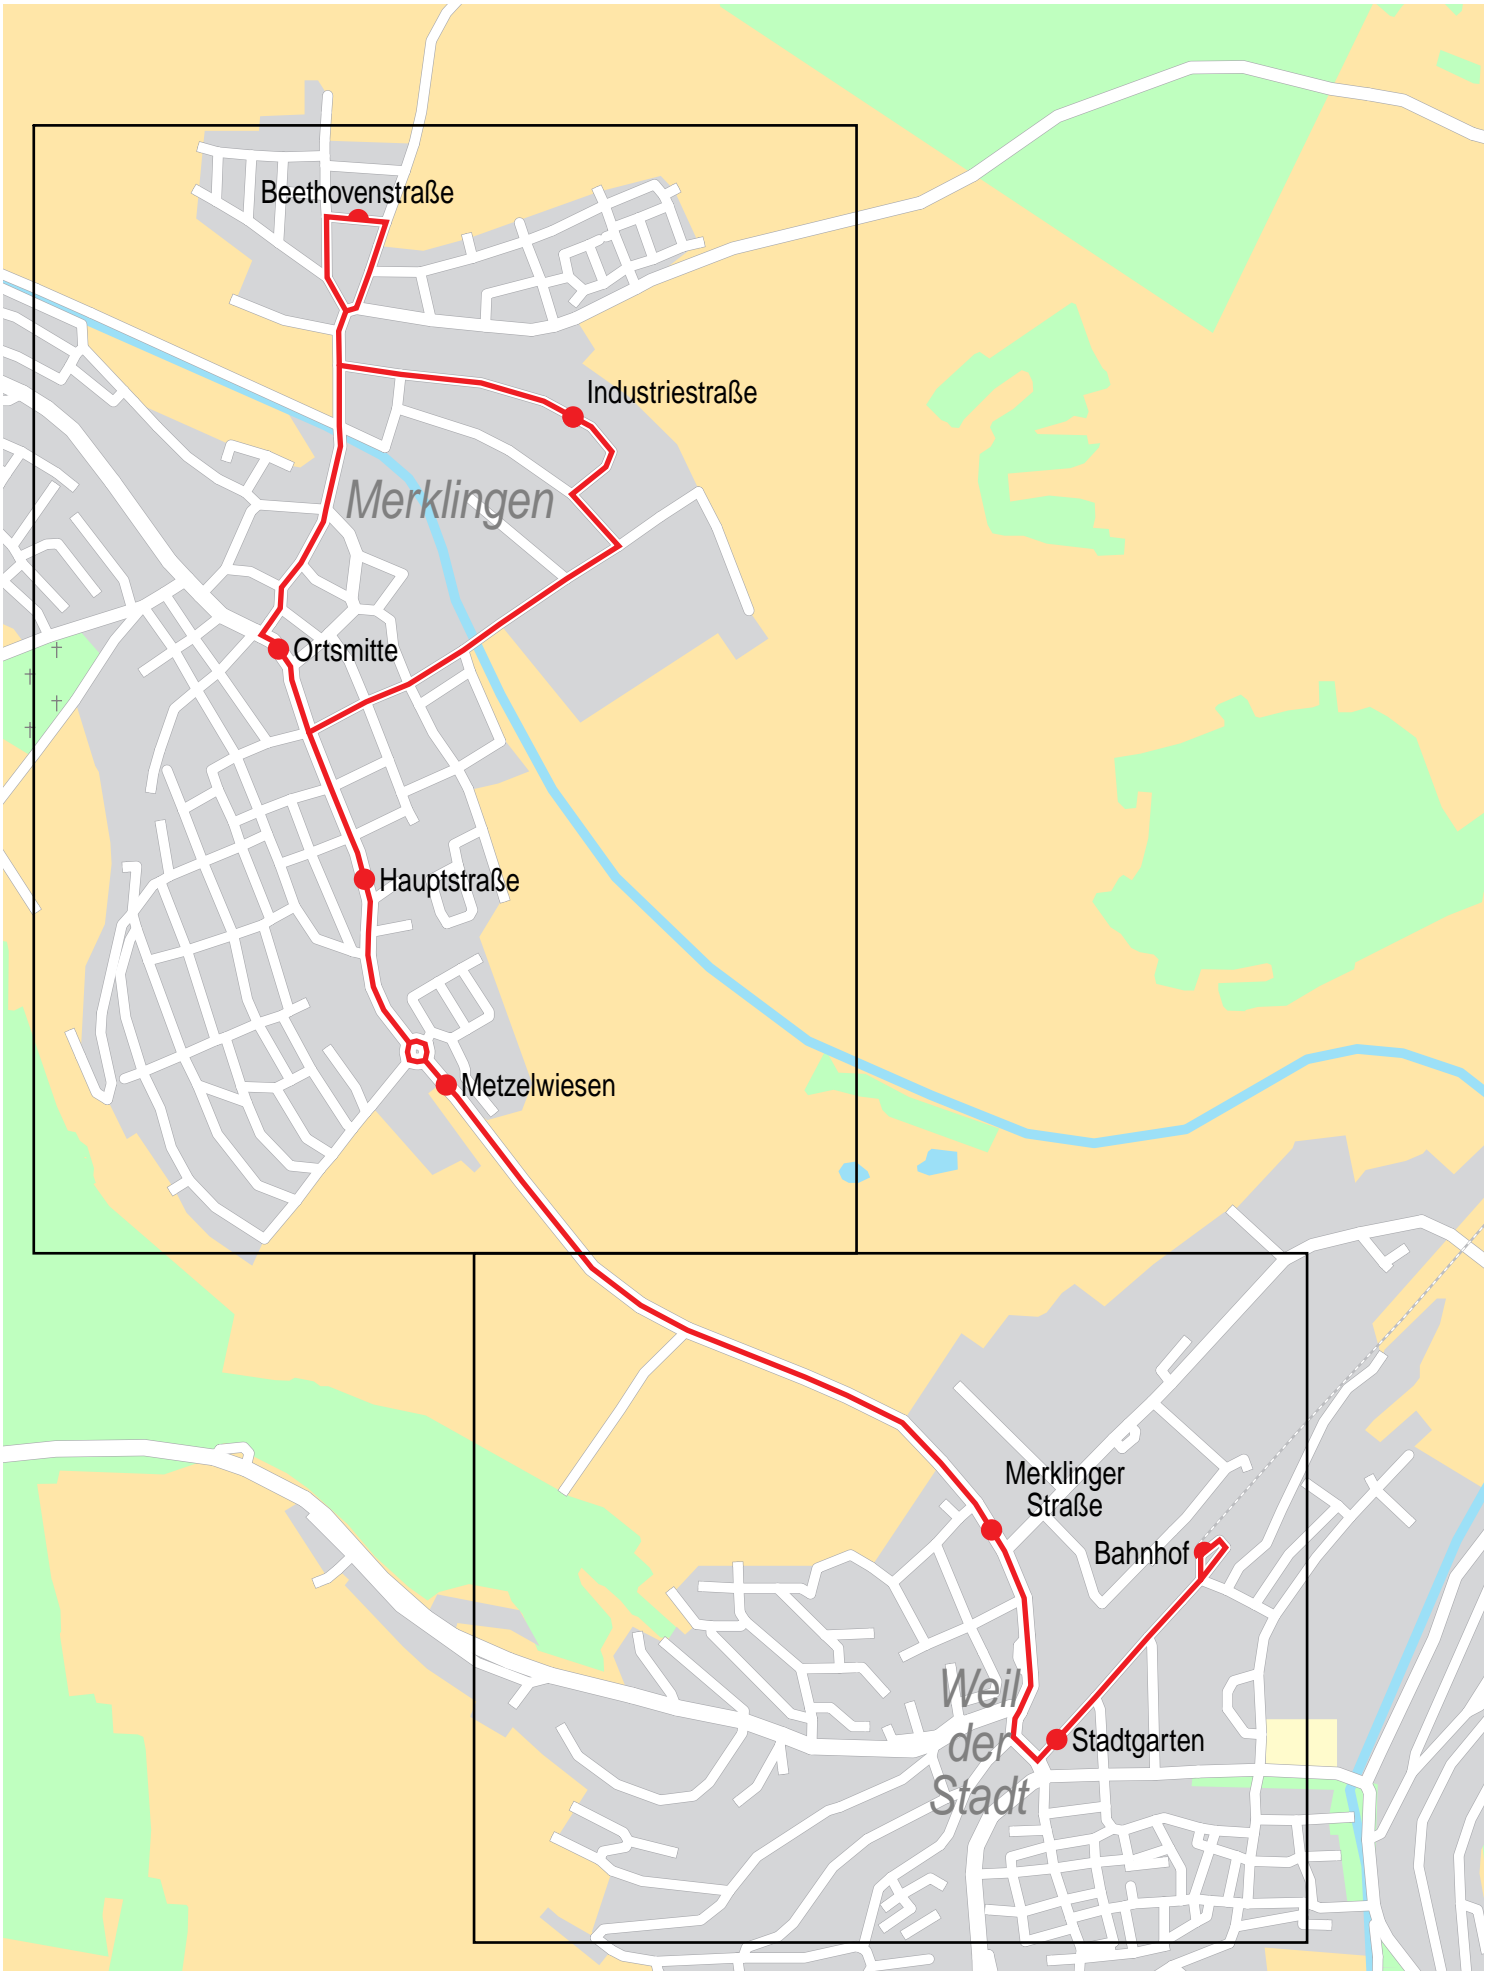 Beethovenstraße
Industriestraße
Merklingen
Ortsmitte
Hauptstraße
Metzelwiesen
Merklinger
Straße
Bahnhof
Weil
der
Stadt
Stadtgarten